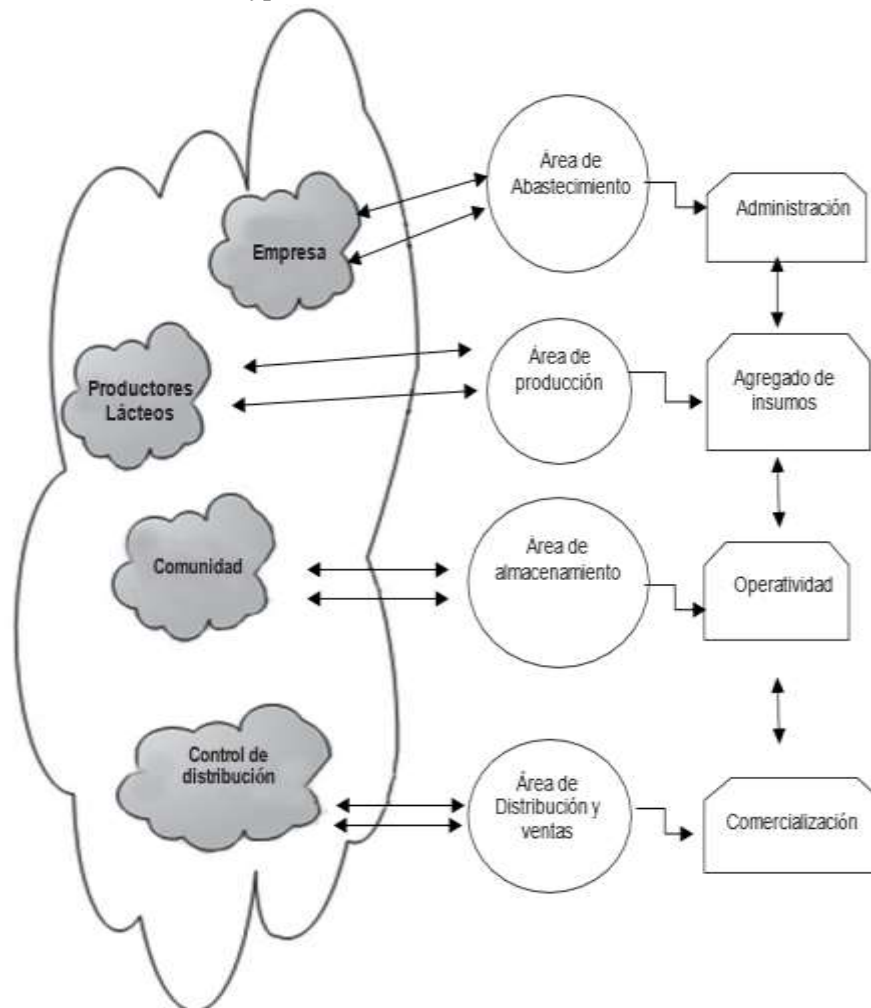 Empresa
Área de
Abastecimiento
Administración
Productores
Lácteos
Área de
producción
Agregado de
insumos
Comunidad
Área de
almacenamiento
Operatividad
Control de
distribución
Área de
Distribución y
ventas
Comercialización